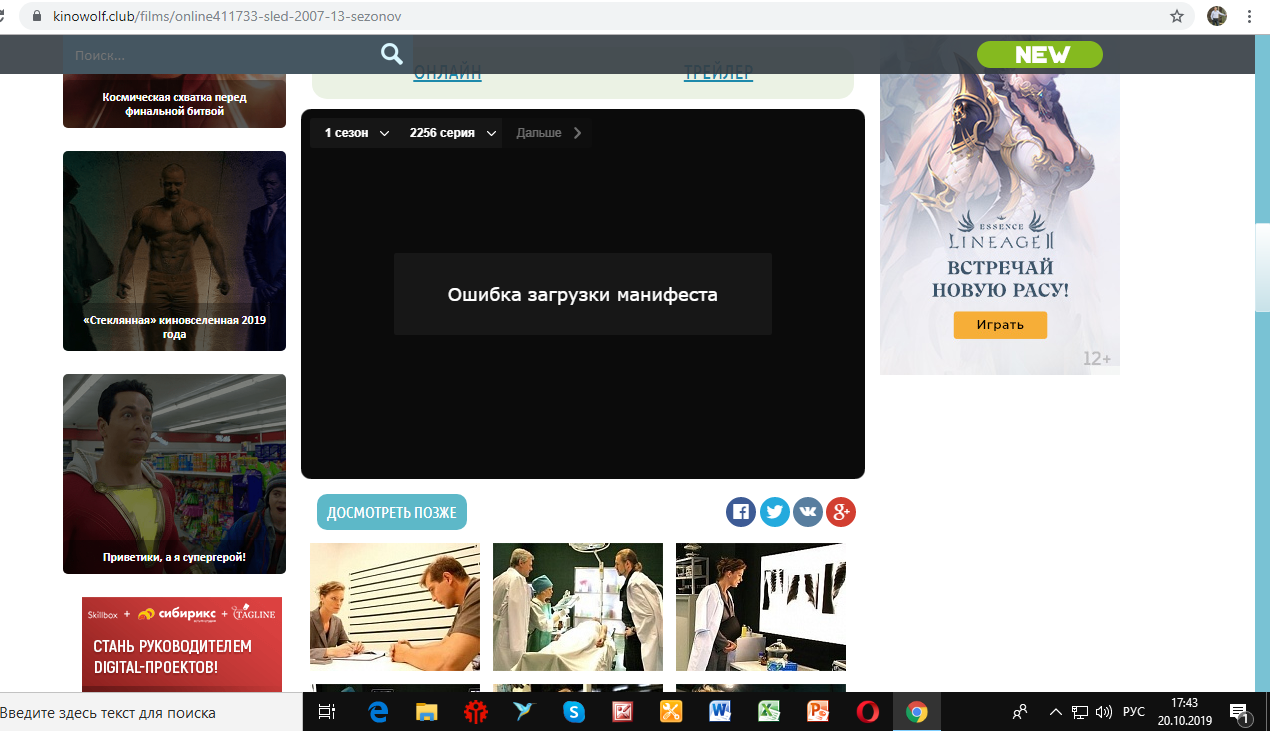 kinowolf.club/films/online411733-sled-2007-13-sezonov
Поиск...
NEW
ОНЛАЙН
ТРЕЙЛЕР
Космическая схватка перед
финальной битвой
1 сезон
2256 серия
Дальше
«Стеклянная» киновселенная 2019
года
Ошибка загрузки манифеста
ESSENCE
LINEAGE II
ВСТРЕЧАЙ
НОВУЮ РАСУ!
Играть
12+
Приветики, а я супергерой!
ДОСМОТРЕТЬ ПОЗЖЕ
Skillbox + сибирикс + TAGLINE
СТАНЬ РУКОВОДИТЕЛЕМ
DIGITAL-ПРОЕКТОВ!
Введите здесь текст для поиска
РУС
17:43
20.10.2019
1